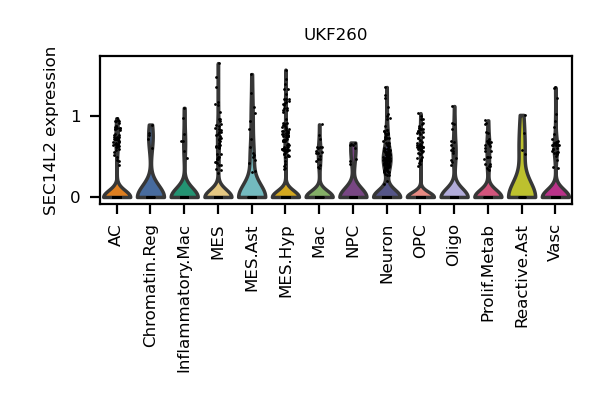 UKF260
SEC14L2 expression
1
0
AC
Chromatin.Reg
Inflammatory.Mac
MES
MES.Ast
MES.Hyp
Mac
NPC
Neuron
OPC
Oligo
Prolif.Metab
Reactive.Ast
Vasc